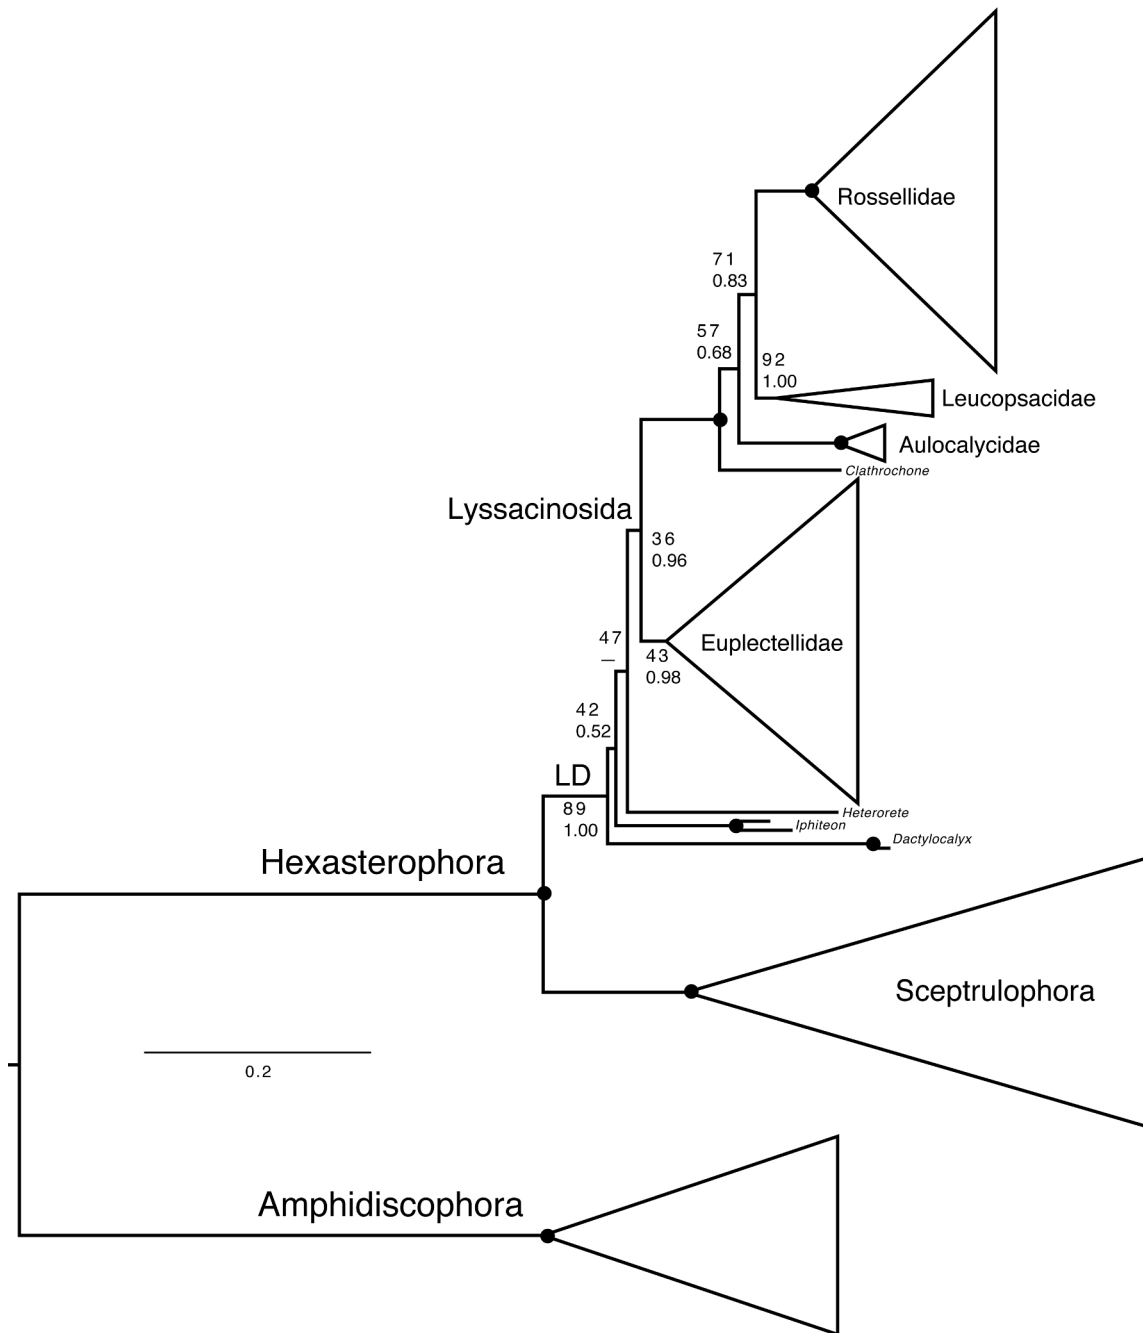 Rossellidae
71
0.83
57
0.68
92
1.00
Leucopsacidae
Aulocalycidae
Clathrochone
Lyssacinosida
36
0.96
47
—
Euplectellidae
43
0.98
42
0.52
LD
89
1.00
Heterorete
Iphiteon
Dactylocalyx
Hexasterophora
Sceptrulophora
0.2
Amphidiscophora